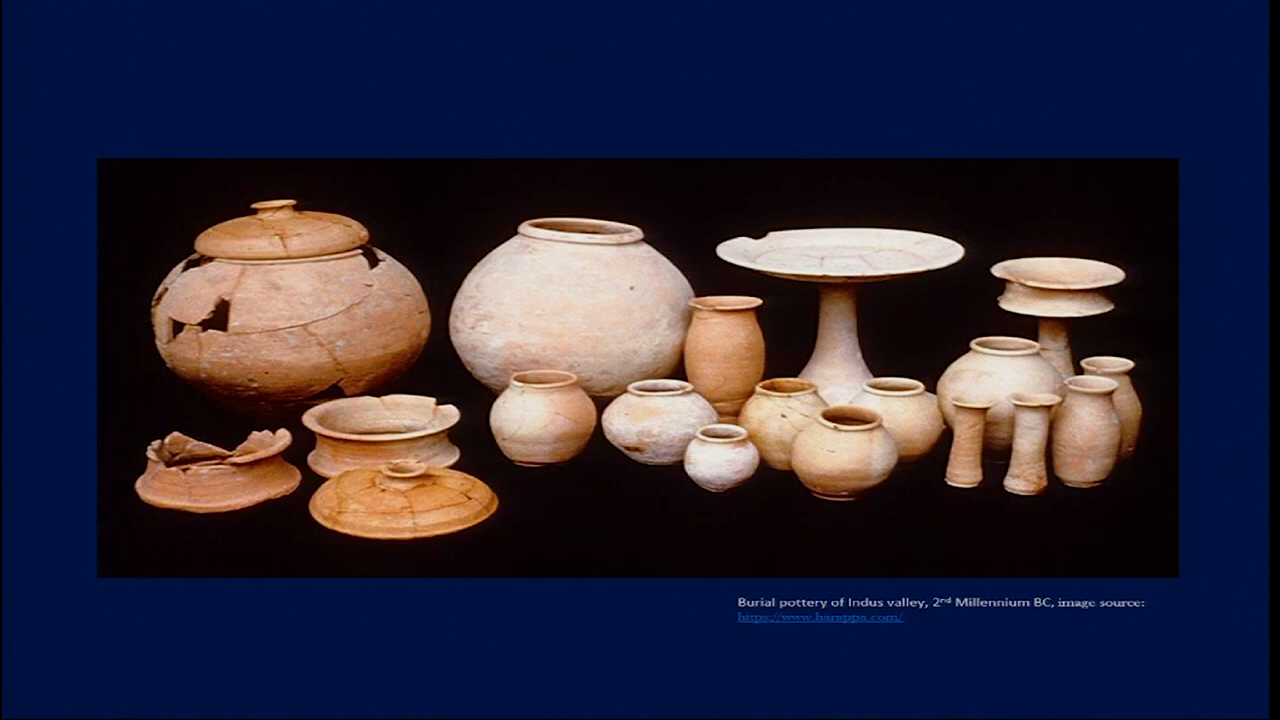 Burial pottery of Indus valley, 2nd Millennium BC, image source:
https://www.harappa.com/